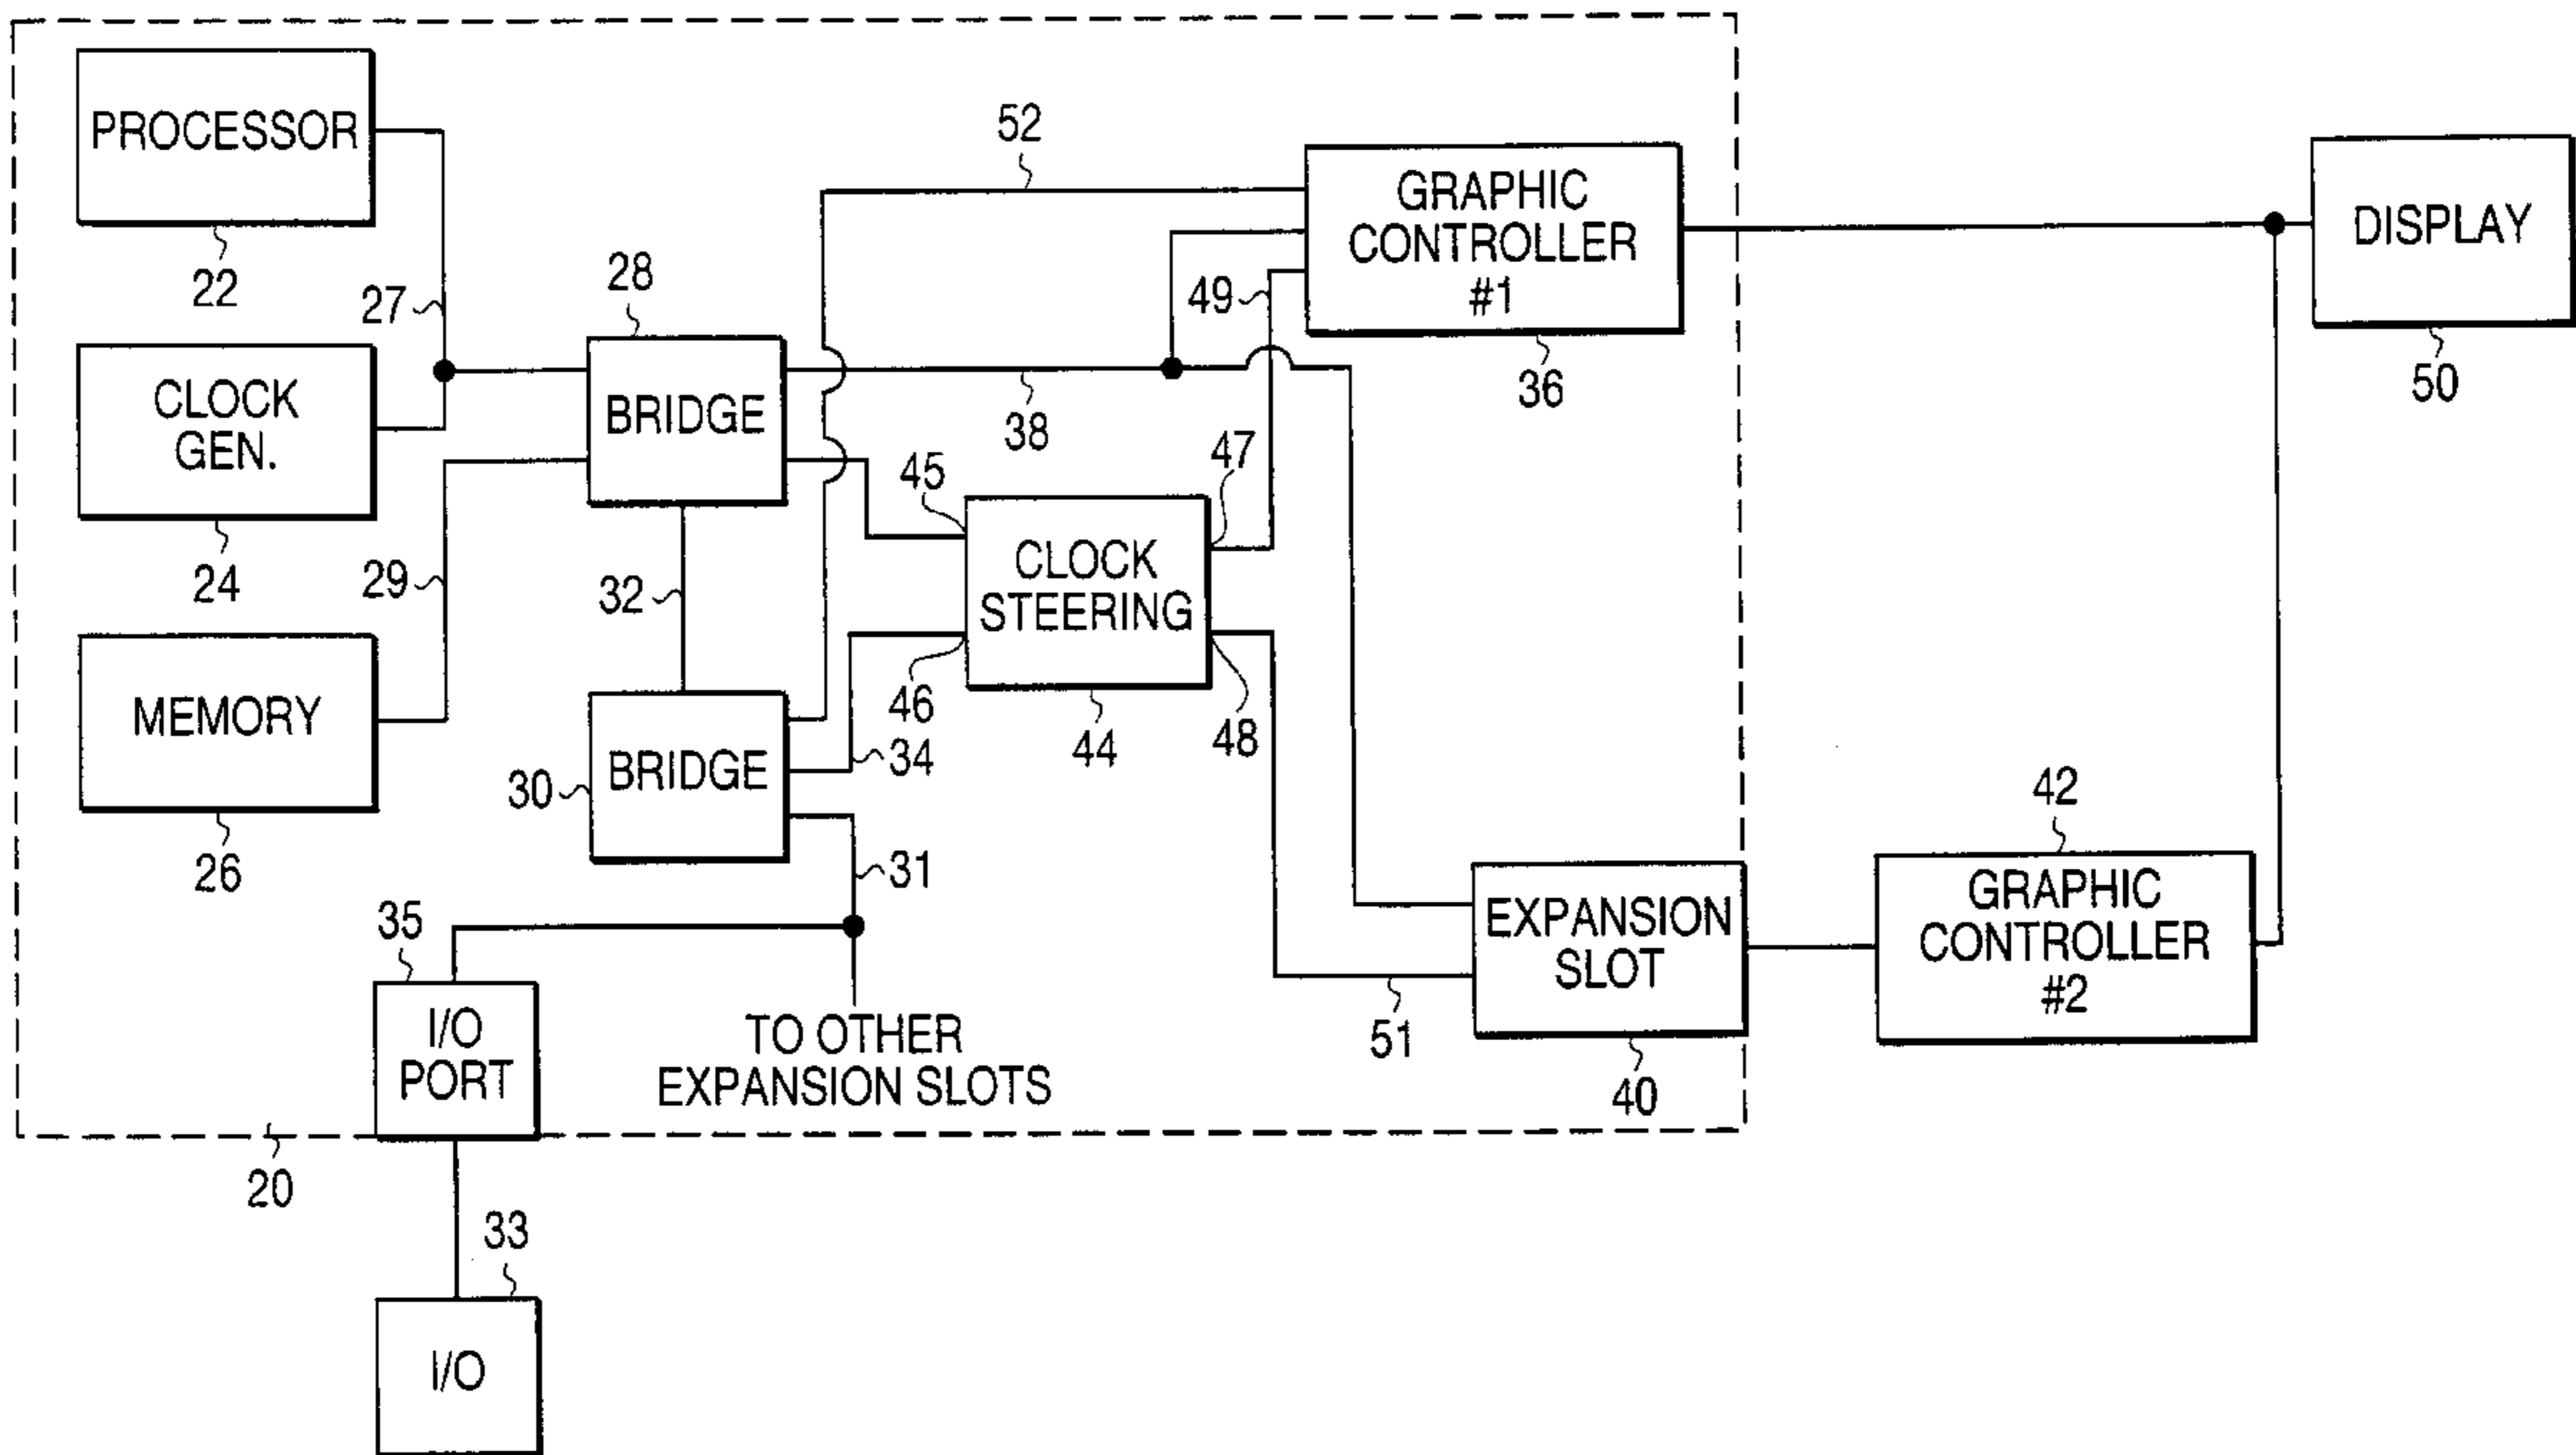 PROCESSOR
22
27
CLOCK
GEN.
24
29
MEMORY
26
28
BRIDGE
32
30
BRIDGE
52
38
49
45
46
47
48
CLOCK
STEERING
44
34
31
35
I/O
PORT
TO OTHER
EXPANSION SLOTS
20
33
I/O
GRAPHIC
CONTROLLER
#1
36
DISPLAY
50
51
EXPANSION
SLOT
40
42
GRAPHIC
CONTROLLER
#2